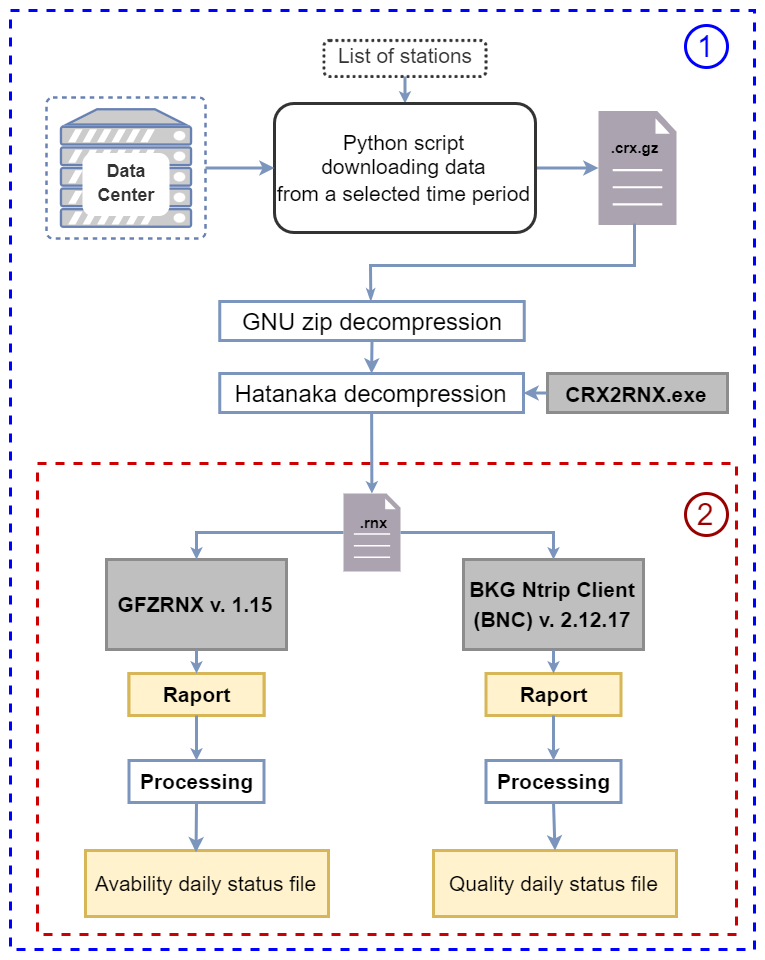 1
List of stations
Data
Center
Python script
downloading data
from a selected time period
.crx.gz
GNU zip decompression
Hatanaka decompression
CRX2RNX.exe
2
.rnx
GFZRNX v. 1.15
BKG Ntrip Client
(BNC) v. 2.12.17
Raport
Raport
Processing
Processing
Avability daily status file
Quality daily status file